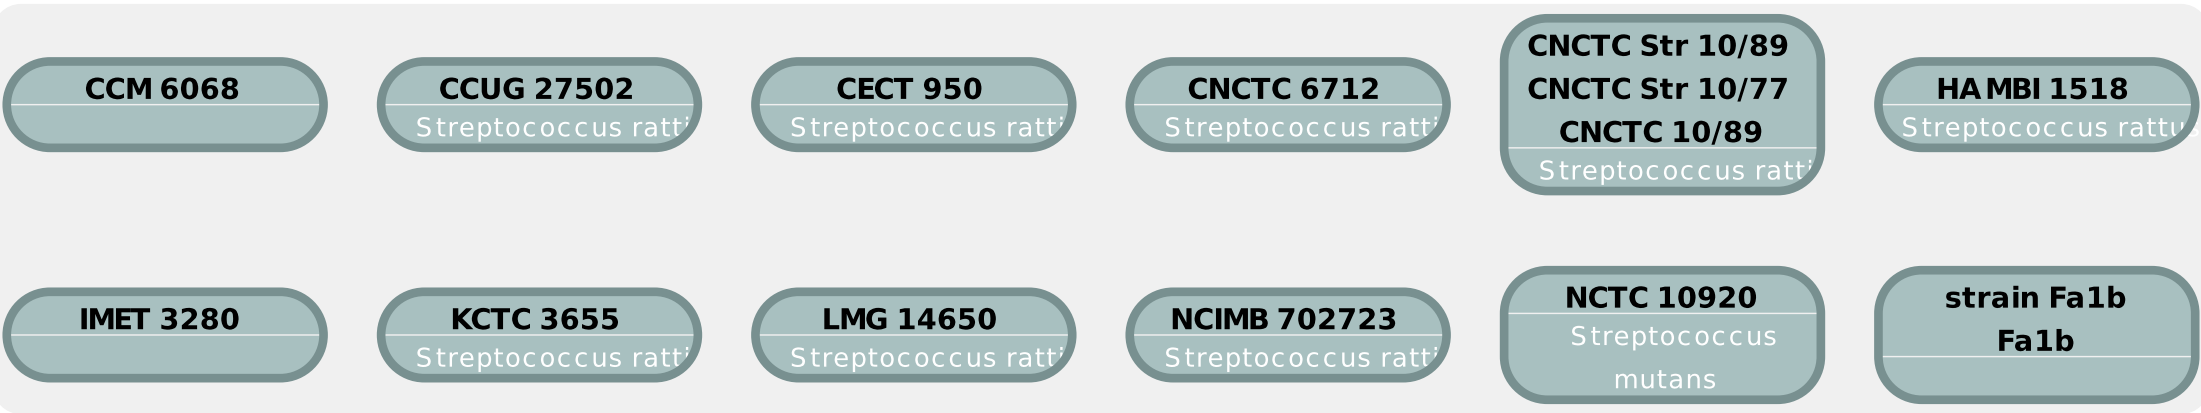 CCM 6068
CCUG 27502
Streptococcus ratti
CECT 950
Streptococcus ratti
CNCTC 6712
Streptococcus ratti
CNCTC Str 10/89
CNCTC Str 10/77
CNCTC 10/89
Streptococcus ratti
HAMBI 1518
Streptococcus rattus
IMET 3280
KCTC 3655
Streptococcus ratti
LMG 14650
Streptococcus ratti
NCIMB 702723
Streptococcus ratti
NCTC 10920
Streptococcus
mutans
strain Fa1b
Fa1b